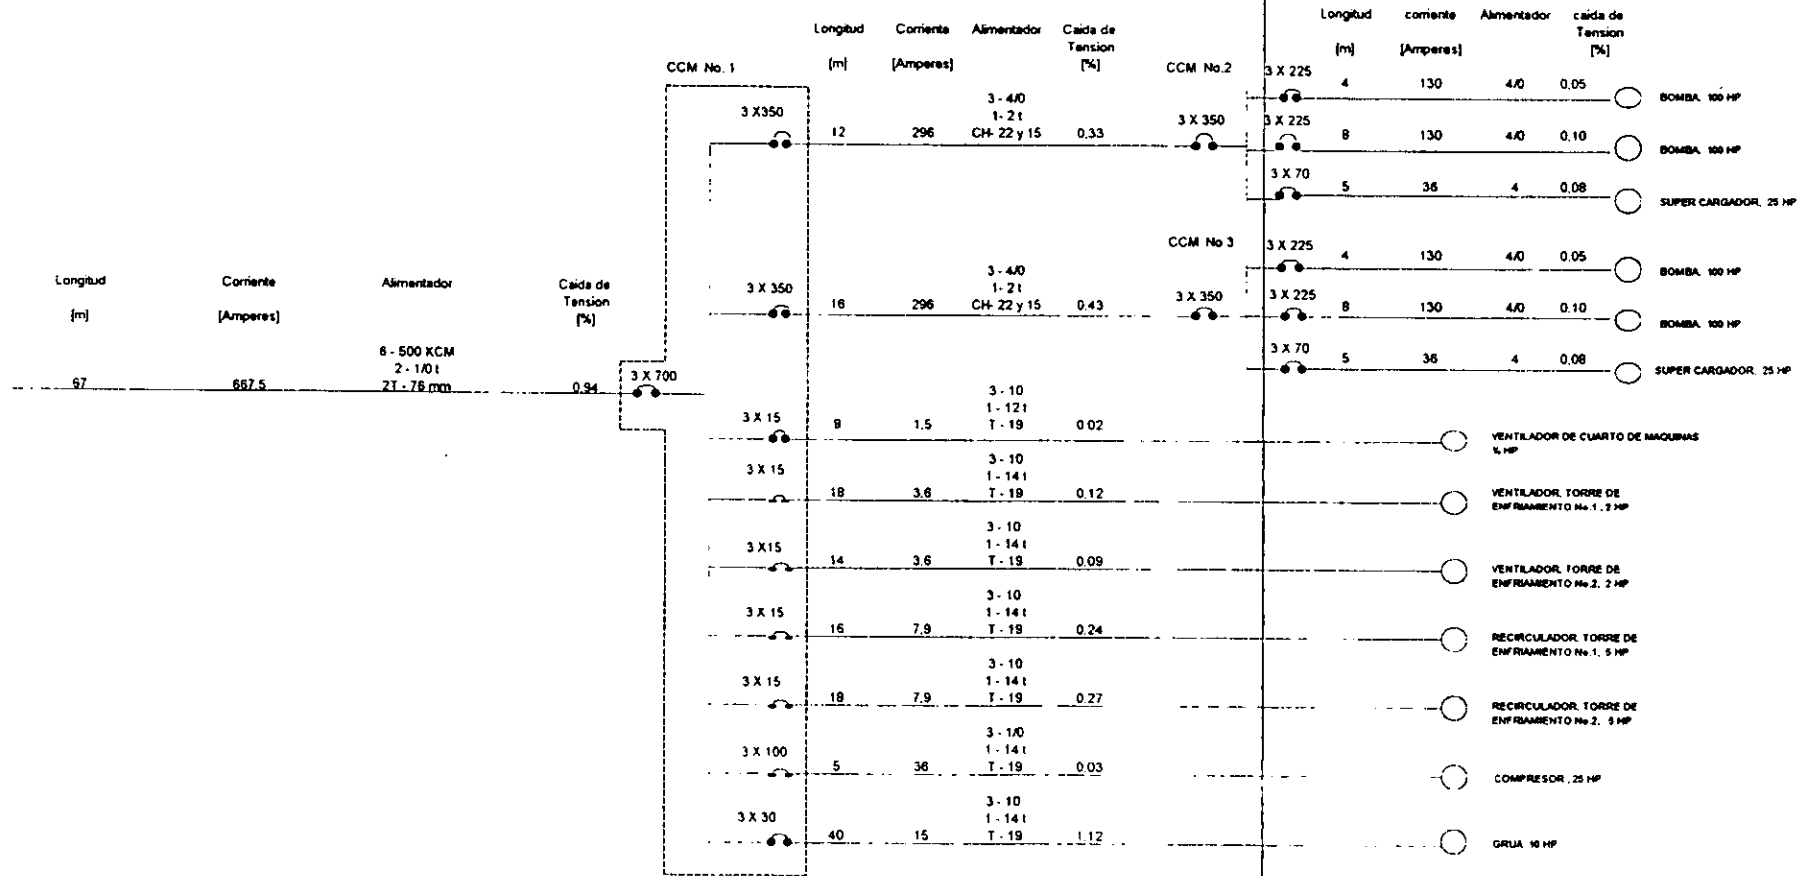 Longitud Corriente Alimentador Caida de
Tension
[m] [Amperes] [%]
Longitud corriente Alimentador caida de
Tension
[m] [Amperes] [%]
CCM No. 1
CCM No.2
3 X350
3 - 4/0
1- 2 t
12 296 CH- 22 y 15 0,33
3 X 350
3 X 225
4 130 4/0 0,05
BOMBA. 100 HP
3 X 225
8 130 4/0 0,10
BOMBA. 100 HP
3 X 70
5 36 4 0,08
SUPER CARGADOR, 25 HP
CCM No 3
3 X 350
3 - 4/0
1- 2 t
16 296 CH- 22 y 15 0,43
3 X 350
3 X 225
4 130 4/0 0,05
BOMBA. 100 HP
3 X 225
8 130 4/0 0,10
BOMBA. 100 HP
3 X 70
5 36 4 0,08
SUPER CARGADOR, 25 HP
Longitud Corriente Alimentador Caida de
Tension
[m] [Amperes] [%]
6 - 500 KCM
2 - 1/0 t
67 667.5 2T - 76 mm 0,94
3 X 700
3 - 10
1 - 12 t
3 X 15
1,5 T - 19 0 02
VENTILADOR DE CUARTO DE MAQUINAS
HP
3 - 10
1 - 14 t
3 X 15
18 3,6 T - 19 0,12
VENTILADOR, TORRE DE
ENFRIAMIENTO No.1, 2 HP
3 - 10
1 - 14 t
3 X15
14 3,6 T - 19 0,09
VENTILADOR, TORRE DE
ENFRIAMIENTO No.2, 2 HP
3 - 10
1 - 14 t
3 X 15
16 7,9 T - 19 0,24
RECIRCULADOR, TORRE DE
ENFRIAMIENTO No.1, 5 HP
3 - 10
1 - 14 t
3 X 15
18 7,9 T - 19 0,27
RECIRCULADOR, TORRE DE
ENFRIAMIENTO No.2, 5 HP
3 - 1/0
1 - 14 t
3 X 100
5 36 T - 19 0,03
COMPRESOR , 25 HP
3 - 10
1 - 14 t
3 X 30
40 15 T - 19 1,12
GRUA 10 HP